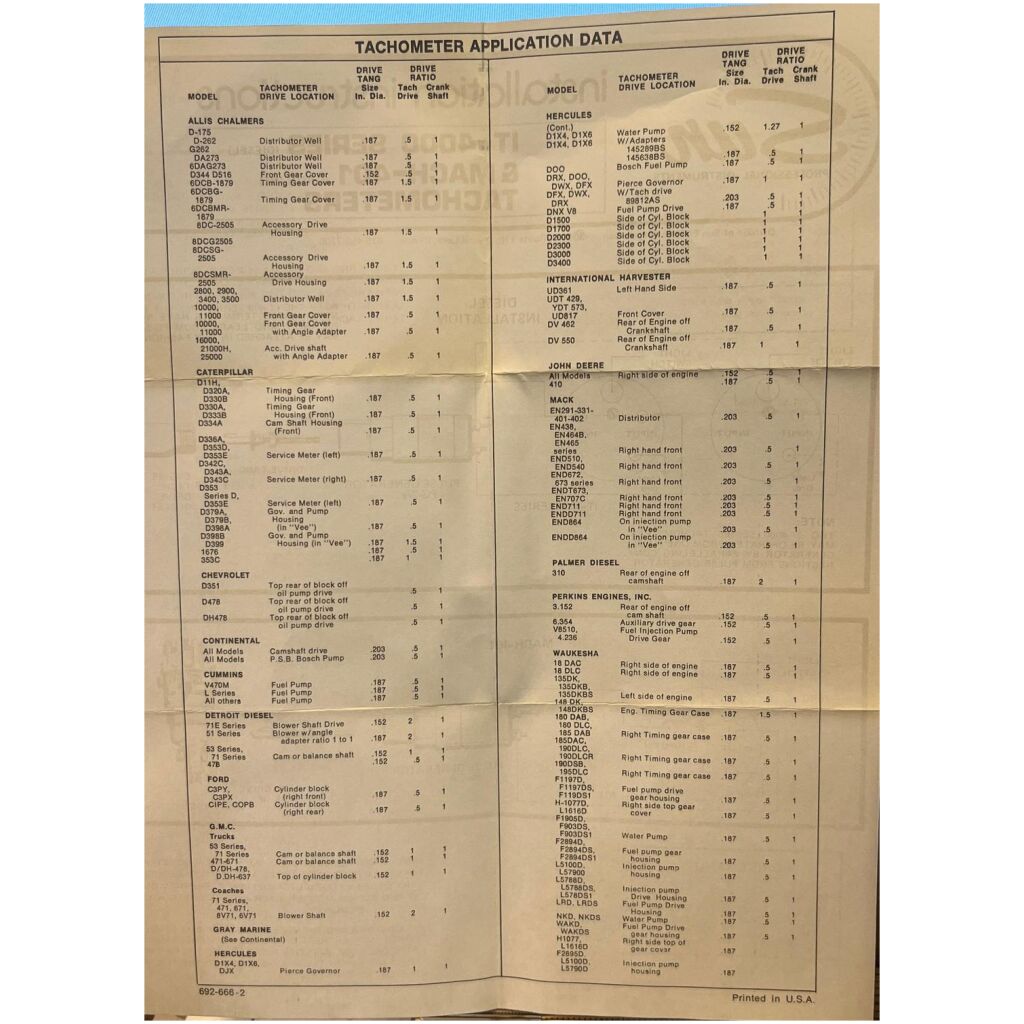 TACHOMETER APPLICATION DATA
MODEL TACHOMETER DRIVE LOCATION DRIVE TANG Size In. Dia. DRIVE RATIO Tach Drive Crank Shaft
ALLIS CHALMERS
D-175
D-262 Distributor Well .187 .5 1
G262
DA273 Distributor Well .187 .5 1
6DAG273 Distributor Well .187 .5 1
D344 D516 Front Gear Cover .152 .5 1
6DCB-1879 Timing Gear Cover .187 1.5 1
6DCBG-
1879 Timing Gear Cover .187 1.5 1
6DCBMR-
1879
8DC-2505 Accessory Drive
Housing .187 1.5 1
8DCG2505
8DCSG-
2505 Accessory Drive
Housing .187 1.5 1
8DCSMR- Accessory
2505 Drive Housing .187 1.5 1
2800, 2900,
3400, 3500 Distributor Well .187 1.5 1
10000,
11000 Front Gear Cover .187 .5 1
10000, Front Gear Cover
11000 with Angle Adapter .187 .5 1
16000,
21000H, Acc. Drive shaft
25000 with Angle Adapter .187 .5 1
CATERPILLAR
D11H,
D320A, Timing Gear
D330B Housing (Front) .187 .5 1
D330A, Timing Gear
D333B Housing (Front) .187 .5 1
D334A Cam Shaft Housing
(Front) .187 .5 1
D336A,
D353D,
D353E Service Meter (left) .187 .5 1
D342C,
D343A,
D343C Service Meter (right) .187 .5 1
D353
Series D,
D353E Service Meter (left) .187 .5 1
D379A, Gov. and Pump
D379B, Housing
D398A (in "Vee") .187 .5 1
D398B Gov. and Pump
D399 Housing (in "Vee") .187 1.5 1
1676 .187 .5 1
353C .187 1 1
CHEVROLET
D351 Top rear of block off
oil pump drive .5 1
D478 Top rear of block off
oil pump drive .5 1
DH478 Top rear of block off
oil pump drive .5 1
CONTINENTAL
All Models Camshaft drive .203 .5 1
All Models P.S.B. Bosch Pump .203 .5 1
CUMMINS
V470M Fuel Pump .187 .5 1
L Series Fuel Pump .187 .5 1
All others Fuel Pump .187 .5 1
DETROIT DIESEL
71E Series Blower Shaft Drive .152 2 1
51 Series Blower w/angle
adapter ratio 1 to 1 .187 2 1
53 Series,
71 Series Cam or balance shaft .152 1 1
47B .152 .5 1
FORD
C3PY, Cylinder block
C3PX (right front) .187 .5 1
CIPE, COPB Cylinder block
(right rear) .187 .5 1
G.M.C.
Trucks
53 Series,
71 Series Cam or balance shaft .152 1 1
471-671 Cam or balance shaft .152 1 1
D/DH-478,
D.DH-637 Top of cylinder block .152 1 1
Coaches
71 Series,
471, 671,
8V71, 6V71 Blower Shaft .152 2 1
GRAY MARINE
(See Continental)
HERCULES
D1X4, D1X6,
DJX Pierce Governor .187 1 1
692-666-2
MODEL TACHOMETER DRIVE LOCATION DRIVE TANG Size In. Dia. DRIVE RATIO Tach Drive Crank Shaft
HERCULES
(Cont.)
D1X4, D1X6 Water Pump .152 1.27 1
D1X4, D1X6 W/Adapters
145289BS
145638BS .187 .5 1
DOO Bosch Fuel Pump .187 .5 1
DRX, DOO,
DWX, DFX Pierce Governor .187 1 1
DFX, DWX, W/Tach drive
DRX 89812AS .203 .5 1
DNX V8 Fuel Pump Drive .187 .5 1
D1500 Side of Cyl. Block 1 1
D1700 Side of Cyl. Block 1 1
D2000 Side of Cyl. Block 1 1
D2300 Side of Cyl. Block 1 1
D3000 Side of Cyl. Block 1 1
D3400 Side of Cyl. Block 1 1
INTERNATIONAL HARVESTER
UD361 Left Hand Side .187 .5 1
UDT 429,
YDT 573,
UD817 Front Cover .187 .5 1
DV 462 Rear of Engine off
Crankshaft .187 .5 1
DV 550 Rear of Engine off
Crankshaft .187 1 1
JOHN DEERE
All Models Right side of engine .152 .5 1
410 .187 .5 1
MACK
EN291-331-
401-402 Distributor .203 .5 1
EN438,
EN464B,
EN465
series Right hand front .203 .5 1
END510,
EN540 Right hand front .203 .5 1
END672,
673 series Right hand front .203 .5 1
ENDT673,
EN707C Right hand front .203 .5 1
END711 Right hand front .203 .5 1
ENDD711 Right hand front .203 .5 1
END864 On injection pump
in "Vee" .203 .5 1
ENDD864 On injection pump
in "Vee" .203 .5 1
PALMER DIESEL
310 Rear of engine off
camshaft .187 2 1
PERKINS ENGINES, INC.
3.152 Rear of engine off
cam shaft .152 .5 1
6.354 Auxiliary drive gear .152 .5 1
V8510, Fuel Injection Pump
4.236 Drive Gear .152 .5 1
WAUKESHA
18 DAC Right side of engine .187 .5 1
18 DLC Right side of engine .187 .5 1
135DK,
135DKB,
135DKBS Left side of engine .187 .5 1
148 DK,
148DKBS Eng. Timing Gear Case .187 1.5 1
180 DAB,
180 DLC,
185 DAB Right Timing gear case .187 .5 1
185DAC,
190DLC,
190DLCR Right Timing gear case .187 .5 1
190DSB,
195DLC Right Timing gear case .187 .5 1
F1197D,
F1197DS, Fuel pump drive
F119DS1 gear housing .187 .5 1
H-1077D, Right side top gear
L1616D cover .187 .5 1
F1905D,
F903DS,
F903DS1 Water Pump .187 .5 1
F2894D,
F2894DS, Fuel pump gear
F2894DS1 housing .187 .5 1
L5100D, Injection pump
L57900 housing .187 .5 1
L5788D,
L5788DS, Injection pump
L578DS1 Drive Housing .187 .5 1
LRD, LRDS Fuel Pump Drive
Housing .187 .5 1
NKD, NKDS Water Pump .187 .5 1
WAKD, Fuel Pump Drive
WAKDS gear housing .187 .5 1
H1077, Right side top of
L1616D gear cover .187
F2695D,
L5100D, Injection pump
L5790D housing .187
Printed in U.S.A.